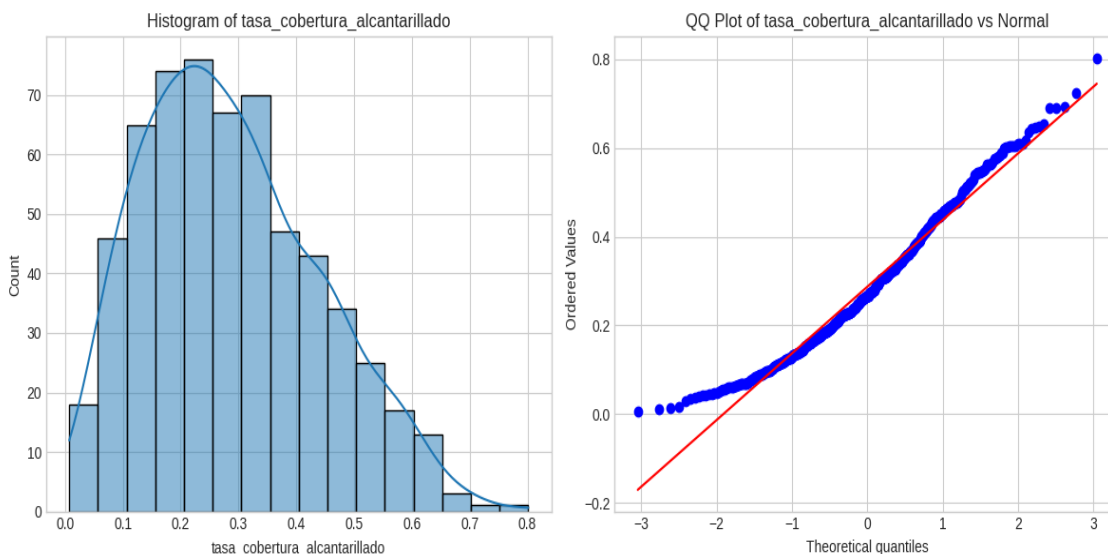 Histogram of tasa_cobertura_alcantarillado
Count
70
60
50
40
30
20
10
0
0.0 0.1 0.2 0.3 0.4 0.5 0.6 0.7 0.8
tasa_cobertura_alcantarillado
QQ Plot of tasa_cobertura_alcantarillado vs Normal
Ordered Values
0.8
0.6
0.4
0.2
0.0
−0.2
−3 −2 −1 0 1 2 3
Theoretical quantiles